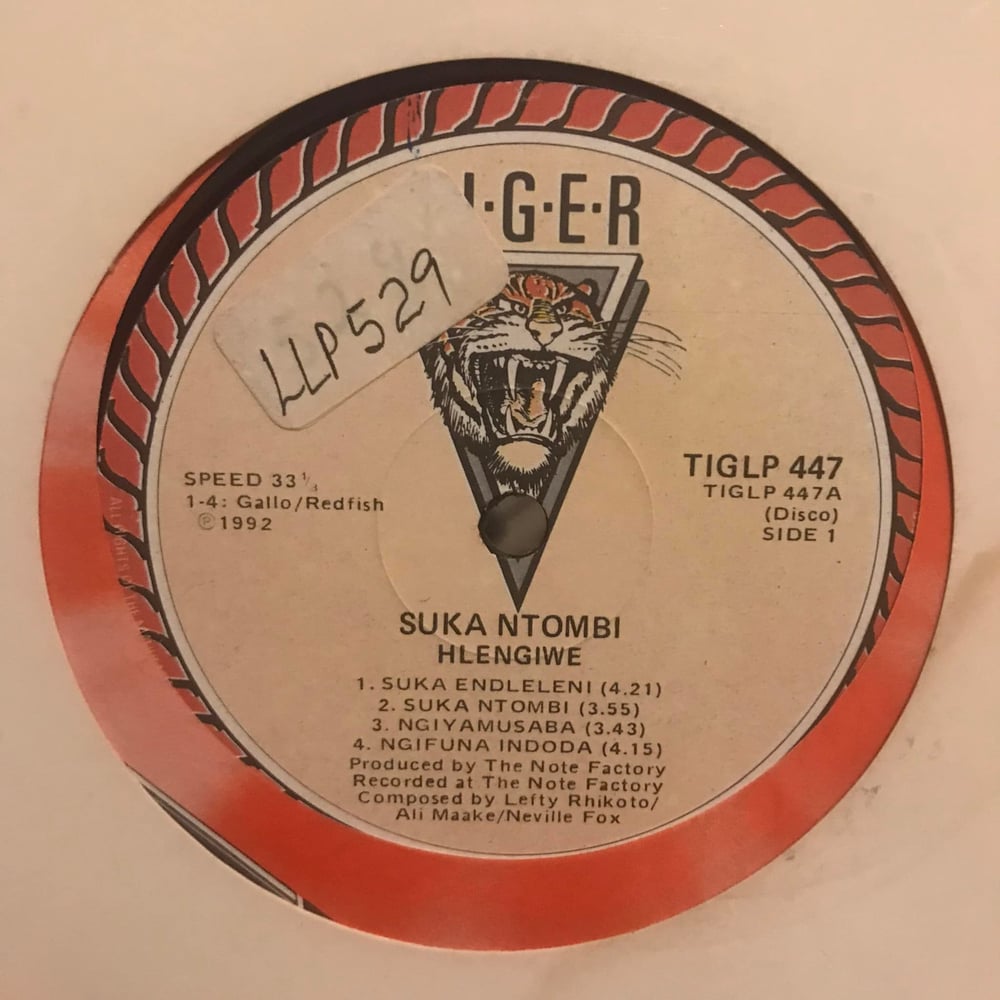 I·G·E·R
LLP529
SPEED 33⅓
1-4: Gallo/Redfish
℗1992
TIGLP 447
TIGLP 447A
(Disco)
SIDE 1
SUKA NTOMBI
HLENGIWE
1. SUKA ENDLELENI (4.21)
2. SUKA NTOMBI (3.55)
3. NGIYAMUSABA (3.43)
4. NGIFUNA INDODA (4.15)
Produced by The Note Factory
Recorded at The Note Factory
Composed by Lefty Rhikoto/
Ali Maake/Neville Fox